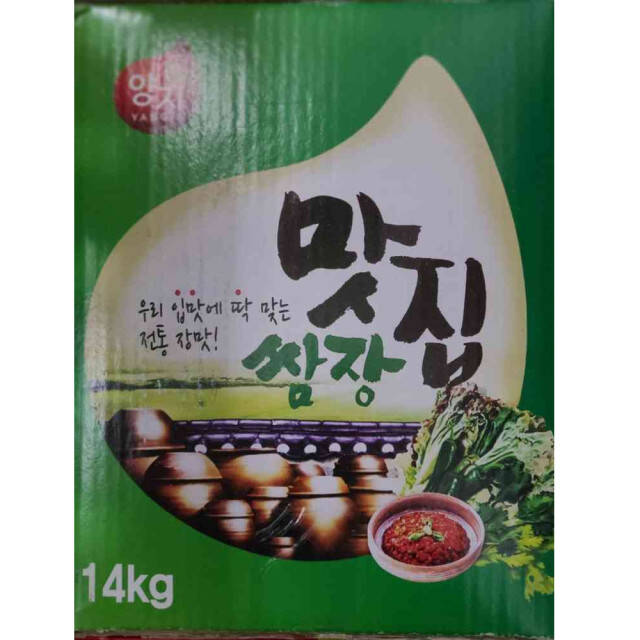 양지
우리 입맛에 딱 맞는
전통 장맛!
맛집
쌈장
14kg